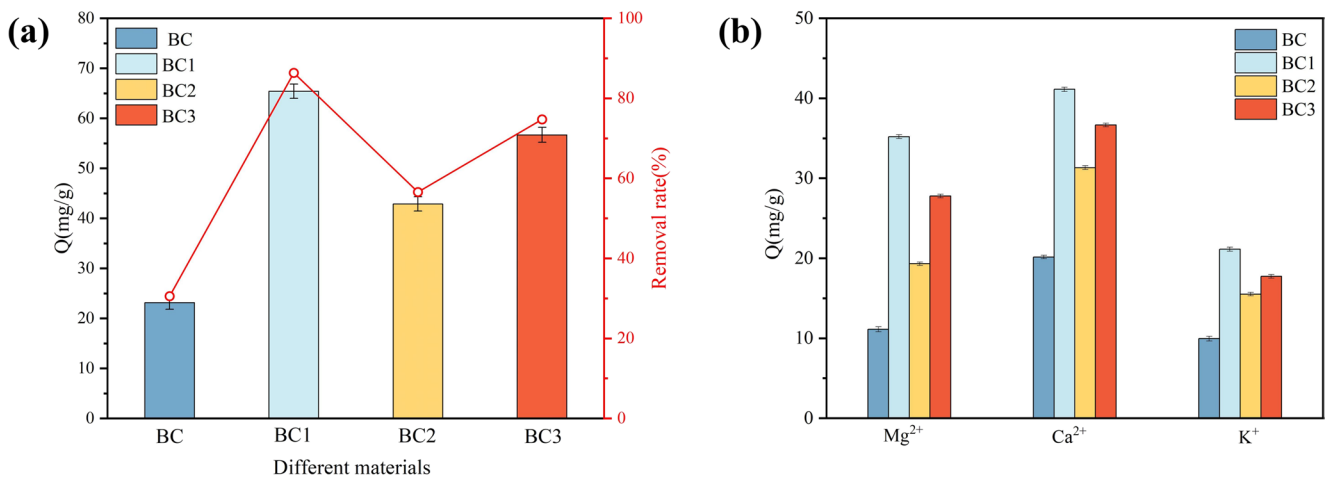 (a)
80
70
60
50
40
30
20
10
0
Q(mg/g)
BC
BC1
BC2
BC3
100
80
60
40
20
0
Removal rate(%)
BC BC1 BC2 BC3
Different materials
(b)
50
40
30
20
10
0
Q(mg/g)
BC
BC1
BC2
BC3
Mg²⁺ Ca²⁺ K⁺